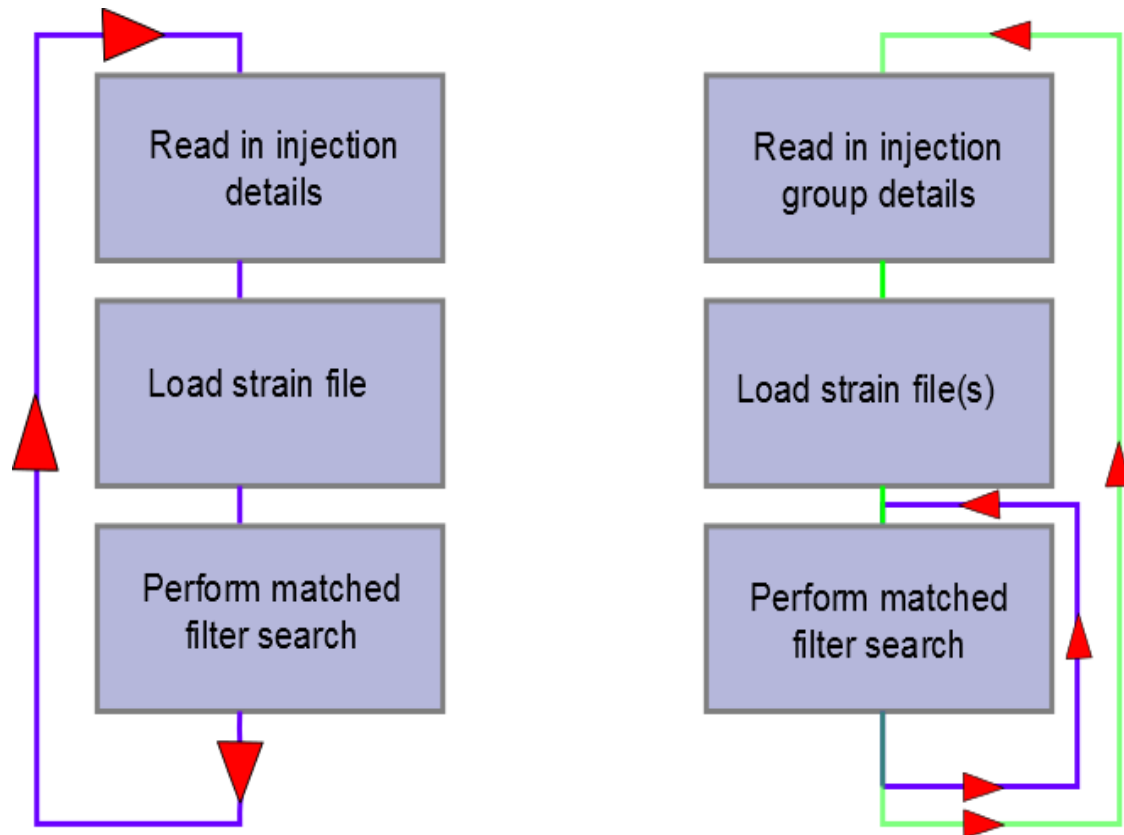 Read in injection
details
Load strain file
Perform matched
filter search
Read in injection
group details
Load strain file(s)
Perform matched
filter search